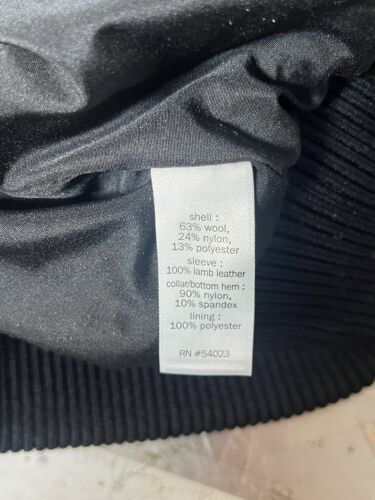 shell :
63% wool,
24% nylon,
13% polyester
sleeve :
100% lamb leather
collar/bottom hem :
90% nylon,
10% spandex
lining :
100% polyester
RN #54023